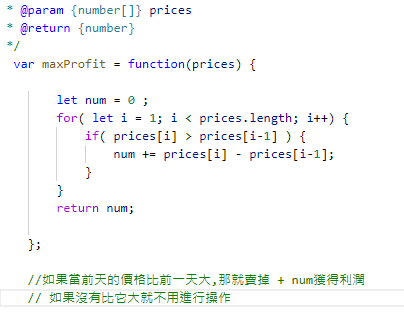 * @param {number[]} prices
* @return {number}
*/
var maxProfit = function(prices) {
let num = 0 ;
for( let i = 1; i < prices.length; i++) {
if( prices[i] > prices[i-1] ) {
num += prices[i] - prices[i-1];
}
}
return num;
};
//如果當前天的價格比前一天大,那就賣掉 + num獲得利潤
// 如果沒有比它大就不用進行操作